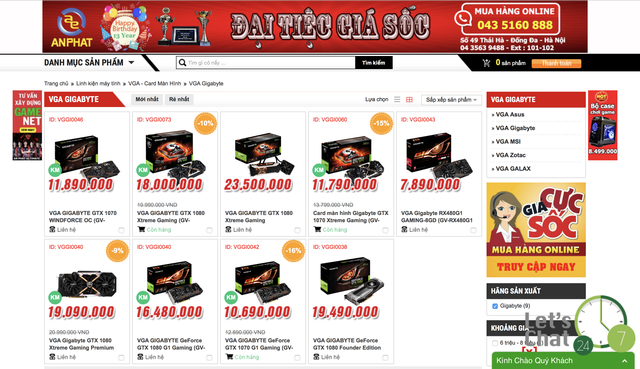 ANPHAT
Happy
Birthday
13 Year
ĐẠI TIỆC GIÁ SỐC
MUA HÀNG ONLINE
043 5160 888
Số 49 Thái Hà - Đống Đa - Hà Nội
04 3563 9488 - Ext : 101-102
DANH MỤC SẢN PHẨM
Tìm kiếm
0 sản phẩm
Thanh toán
Trang chủ » Linh kiện máy tính » VGA - Card Màn Hình » VGA Gigabyte
TƯ VẤN
XÂY DỰNG
GAME
NET
VGA GIGABYTE
Mới nhất
Rẻ nhất
Lựa chọn
Sắp xếp sản phẩm
ID: VGGI0046
KM
11,890,000
VGA GIGABYTE GTX 1070
WINDFORCE OC (GV-
Liên hệ
ID: VGGI0073
-10%
KM
18,000,000
19.990.000 VND
VGA GIGABYTE GTX 1080
Xtreme Gaming (GV-
Còn hàng
23,500,000
VGA GIGABYTE GTX 1080
Xtreme Gaming
Liên hệ
ID: VGGI0060
-15%
KM
11,790,000
13.799.000 VND
Card màn hình Gigabyte GTX
1070 Xtreme Gaming (GV-
Còn hàng
ID: VGGI0043
7,890,000
VGA GIGABYTE RX480G1
GAMING-8GD (GV-RX480G1
Liên hệ
ID: VGGI0040
-9%
KM
19,090,000
20.990.000 VND
VGA Gigabyte GTX 1080
Xtreme Gaming Premium
Liên hệ
ID: VGGI0040
KM
16,480,000
VGA GIGABYTE GeForce
GTX 1080 G1 Gaming (GV-
Liên hệ
ID: VGGI0042
-16%
KM
10,690,000
12.690.000 VND
VGA GIGABYTE GeForce
GTX 1070 G1 Gaming (GV-
Còn hàng
ID: VGGI0038
19,490,000
VGA GIGABYTE GeForce
GTX 1080 Founder Edition
Liên hệ
VGA GIGABYTE
» VGA Asus
» VGA Gigabyte
» VGA MSI
» VGA Zotac
» VGA GALAX
GIÁ CỰC SỐC
MUA HÀNG ONLINE
TRUY CẬP NGAY
HÃNG SẢN XUẤT
Gigabyte (9)
KHOẢNG GIÁ
6 triệu - 8
Let's
Chat
24
7
Kính Chào Quý Khách
Bộ case
chơi game
8.499.000